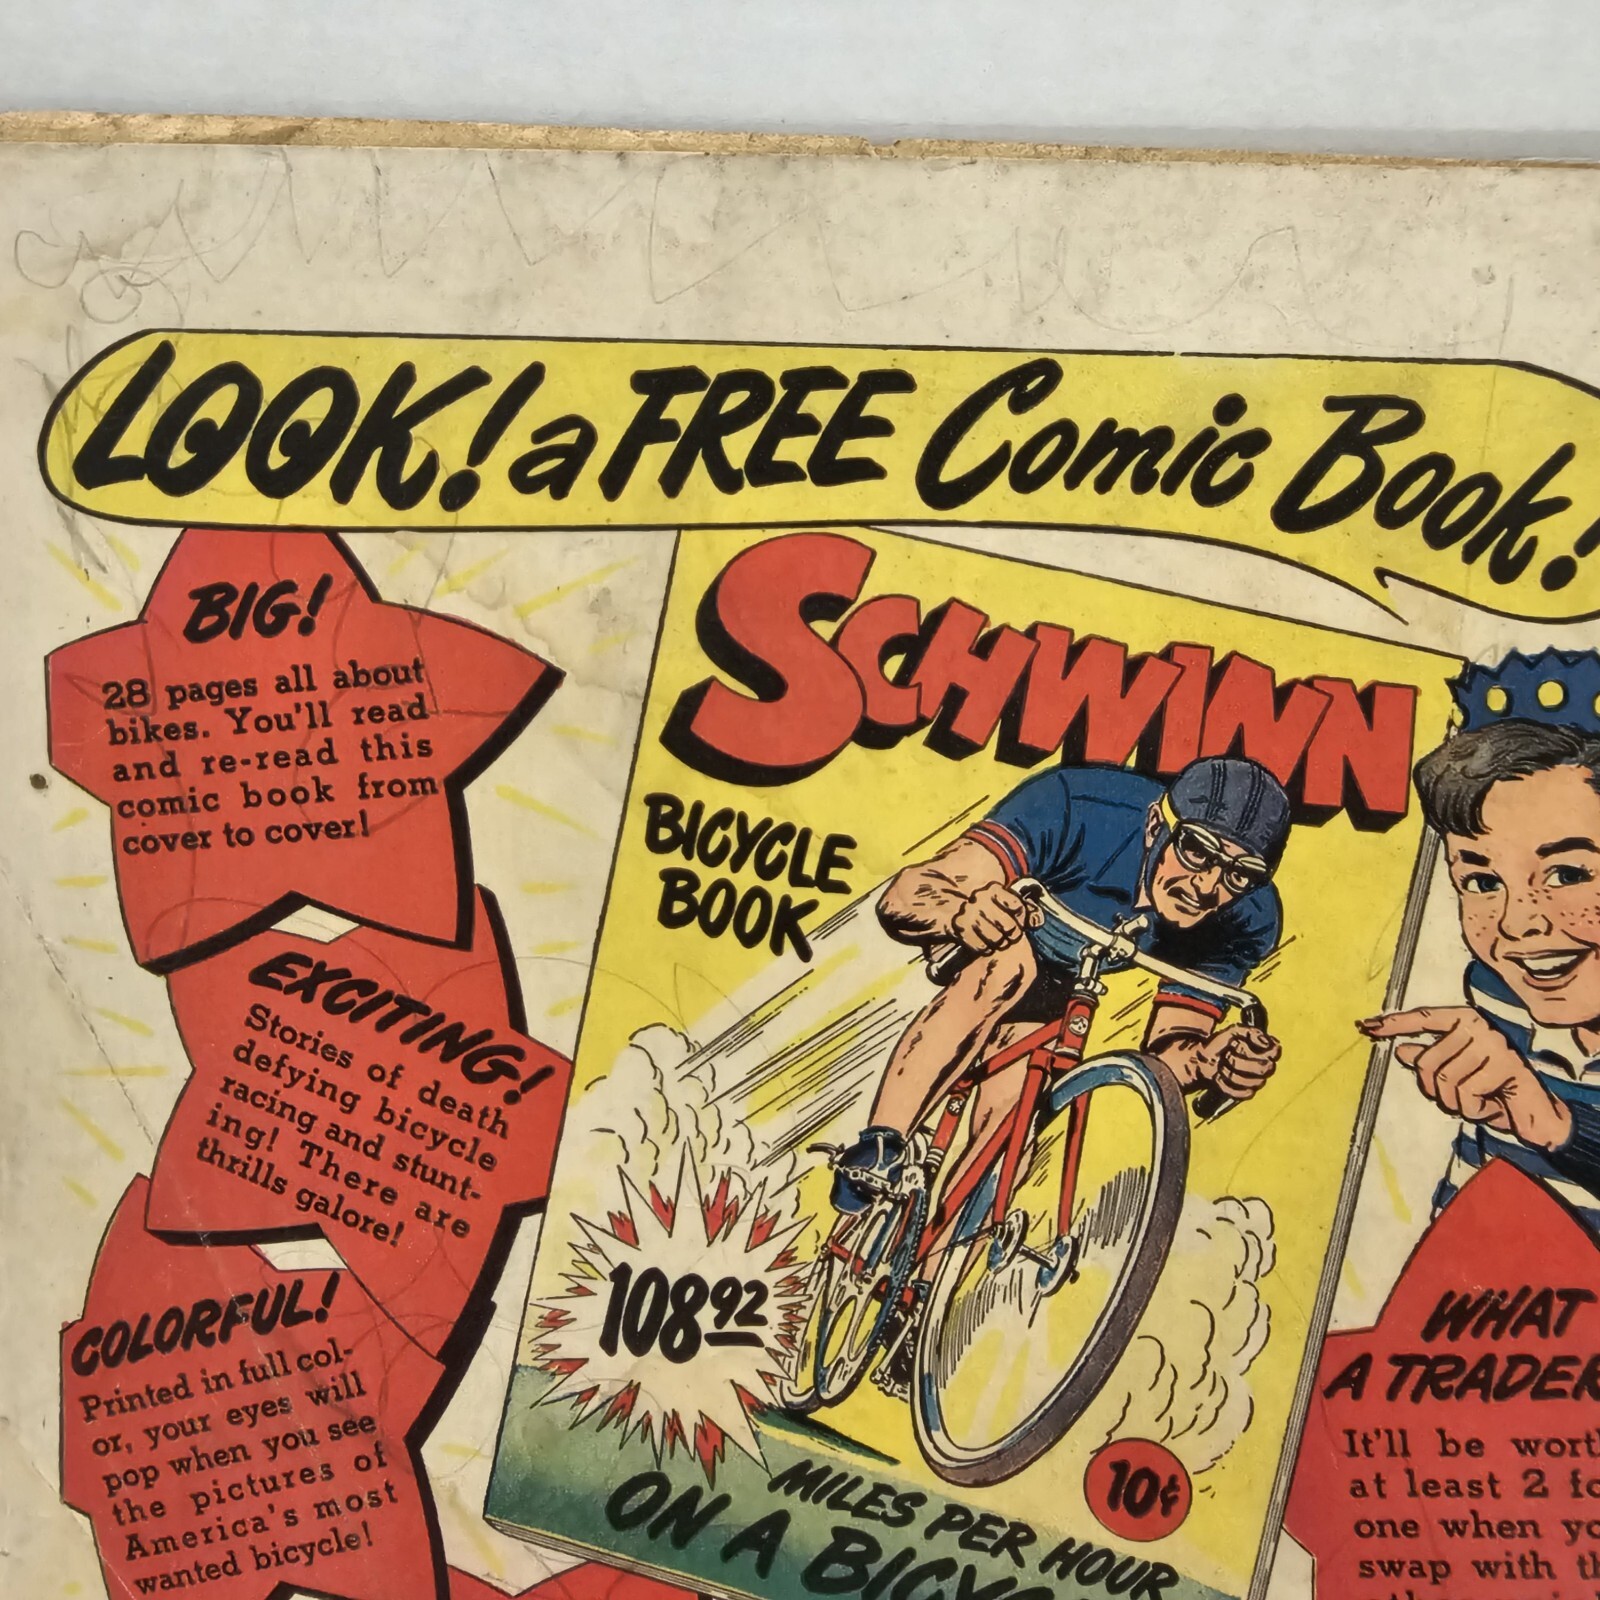 LOOK! a FREE Comic Book!
BIG!
28 pages all about
bikes. You'll read
and re-read this
comic book from
cover to cover!
EXCITING!
Stories of death
defying bicycle
racing and stunt-
ing! There are
thrills galore!
COLORFUL!
Printed in full col-
or, your eyes will
pop when you see
the pictures of
America's most
wanted bicycle!
SCHWINN
BICYCLE
BOOK
108 92
MILES PER HOUR
ON A
10¢
WHAT
A TRADER
It'll be
at least 2
one when
swap with